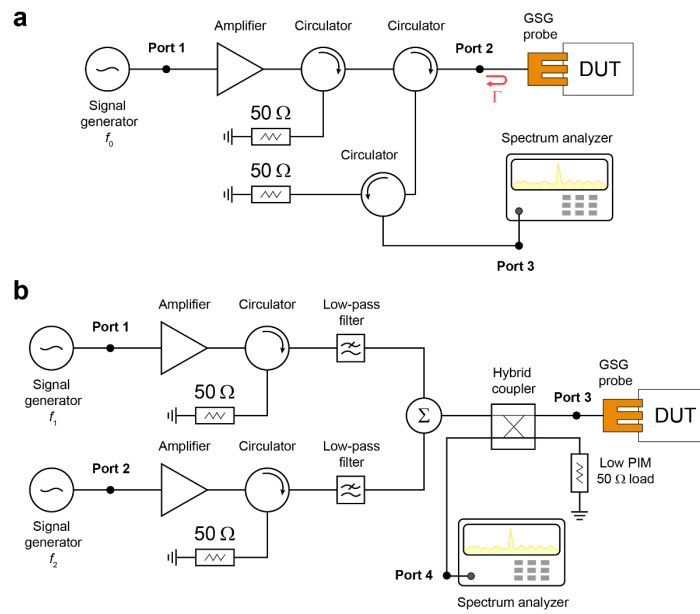 a
Amplifier
Circulator
Circulator
GSG
probe
Port 1
Port 2
DUT
Γ
Signal
generator
f0
50 Ω
50 Ω
Circulator
Spectrum analyzer
Port 3
b
Amplifier
Circulator
Low-pass
filter
Port 1
Signal
generator
f1
50 Ω
Hybrid
coupler
GSG
probe
Port 3
DUT
Σ
Amplifier
Circulator
Low-pass
filter
Port 2
Low PIM
50 Ω load
Signal
generator
f2
50 Ω
Port 4
Spectrum analyzer